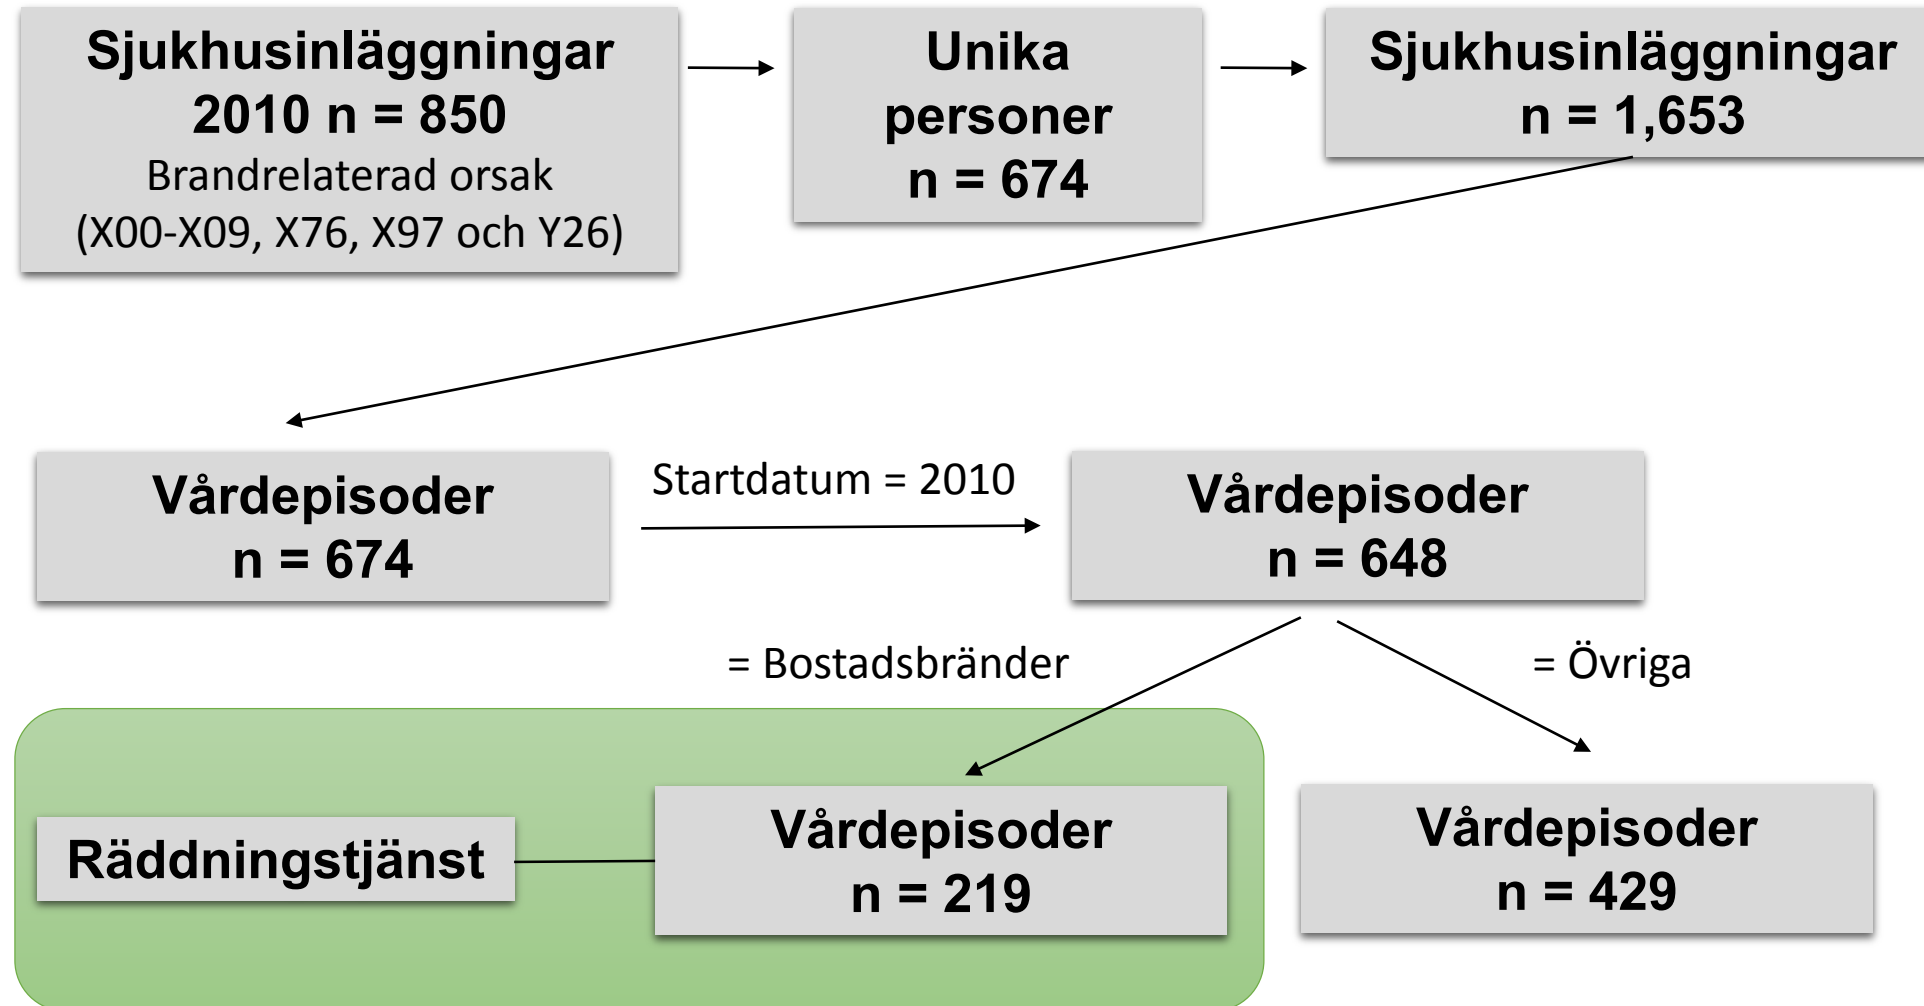 Sjukhusinläggningar
2010 n = 850
Brandrelaterad orsak
(X00-X09, X76, X97 och Y26)
Unika
personer
n = 674
Sjukhusinläggningar
n = 1,653
Vårdepisoder
n = 674
Startdatum = 2010
Vårdepisoder
n = 648
= Bostadsbränder
= Övriga
Räddningstjänst
Vårdepisoder
n = 219
Vårdepisoder
n = 429